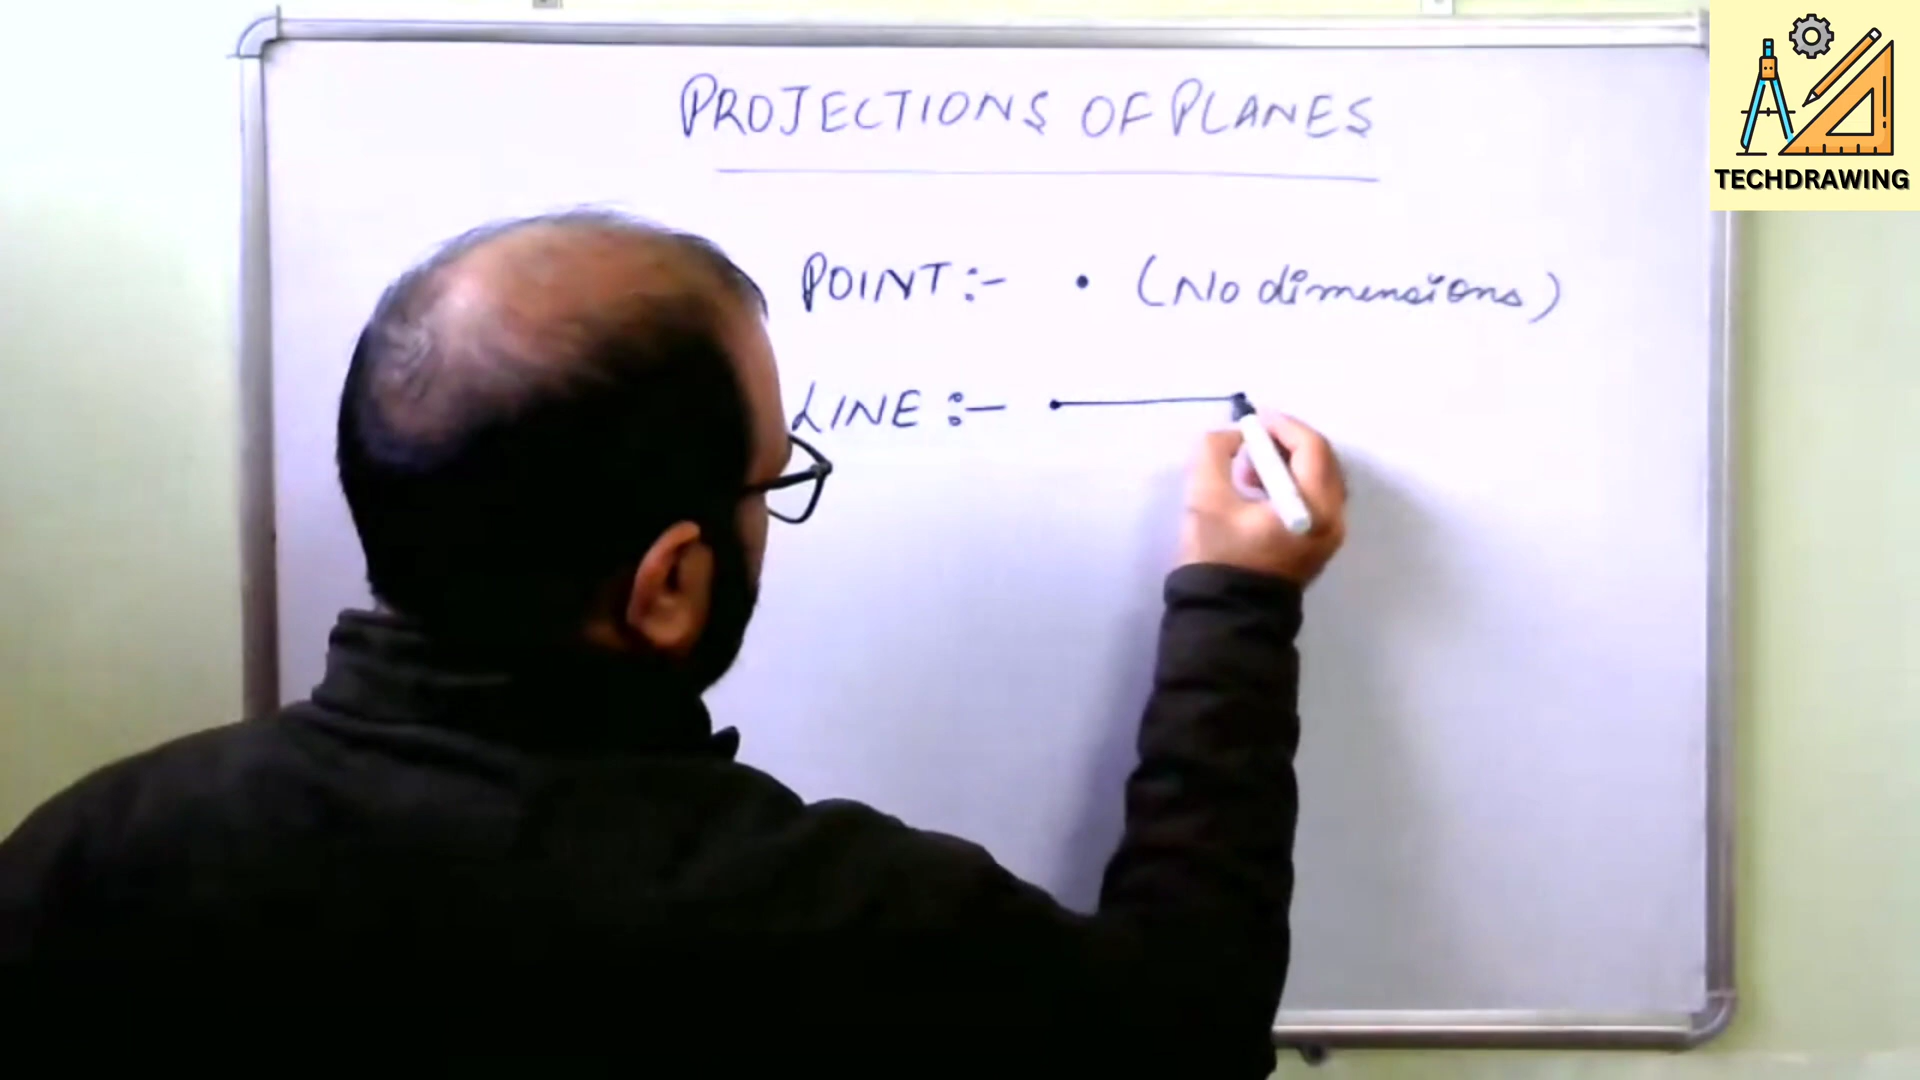 PROJECTIONS OF PLANES
POINT:- • (No dimensions)
LINE:-
TECHDRAWING